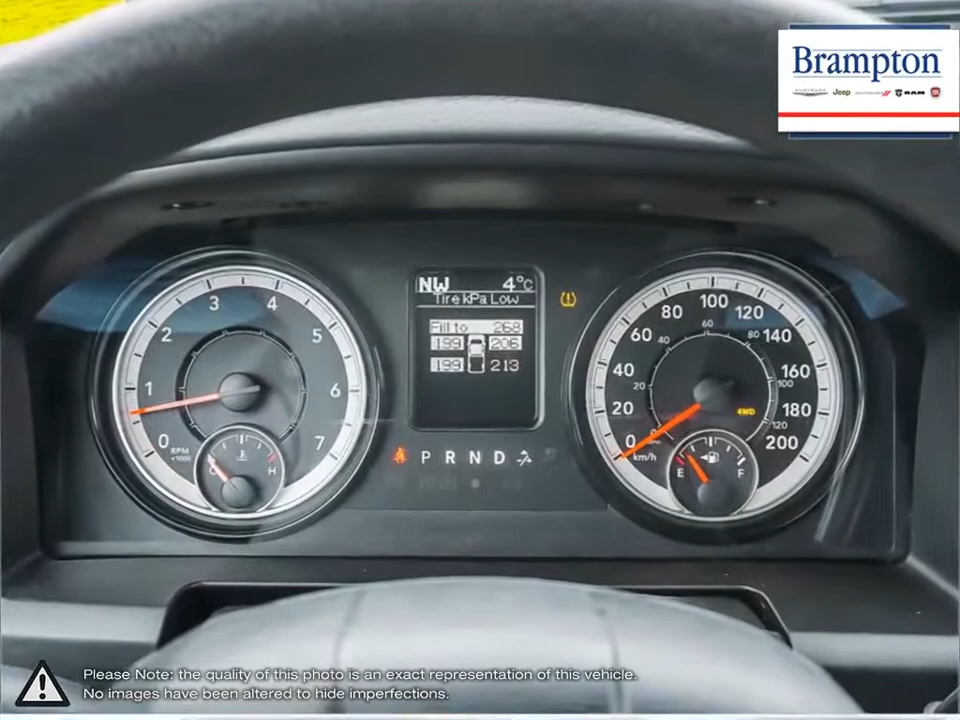 Brampton
Jeep
RAM
NW 4°C
Tire kPa Low
Fill to 268
199 206
199 213
0 1 2 3 4 5 6 7
RPM
×1000
C H
E
20 40 60 80 100 120 140 160 180 200
0
20 40 60 80 100 120
km/h
4WD
E F
P R N D
Please Note: the quality of this photo is an exact representation of this vehicle.
No images have been altered to hide imperfections.